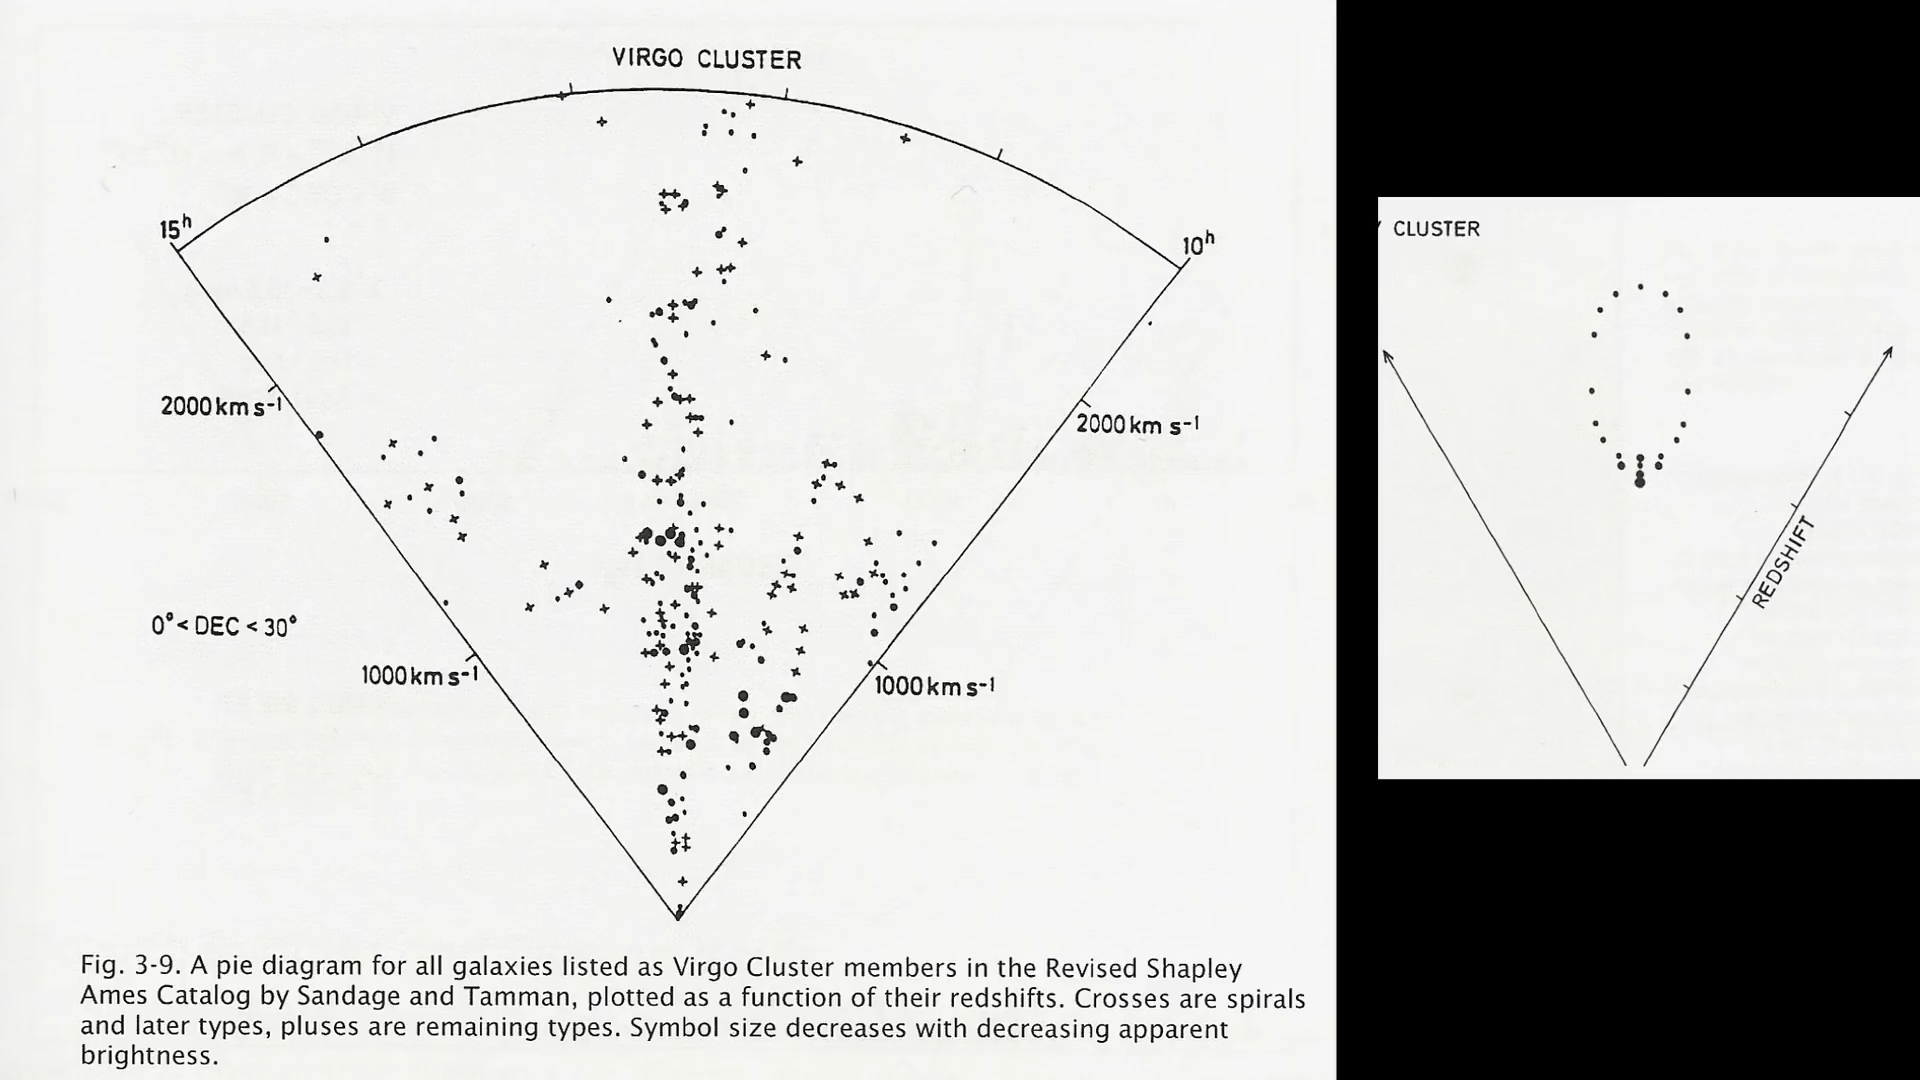 VIRGO CLUSTER
15h
10h
2000 km s-1
2000 km s-1
0° < DEC < 30°
1000 km s-1
1000 km s-1
Fig. 3-9. A pie diagram for all galaxies listed as Virgo Cluster members in the Revised Shapley
Ames Catalog by Sandage and Tamman, plotted as a function of their redshifts. Crosses are spirals
and later types, pluses are remaining types. Symbol size decreases with decreasing apparent
brightness.
CLUSTER
REDSHIFT